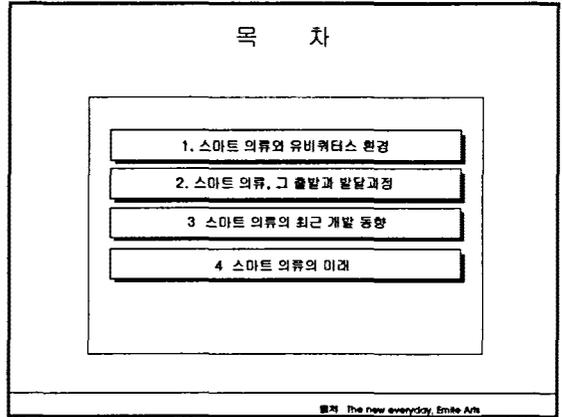 목 차
1. 스마트 의류와 유비쿼터스 환경
2. 스마트 의류, 그 출발과 발달과정
3 스마트 의류의 최근 개발 동향
4 스마트 의류의 미래
출처 The new everyday, Emile Arts